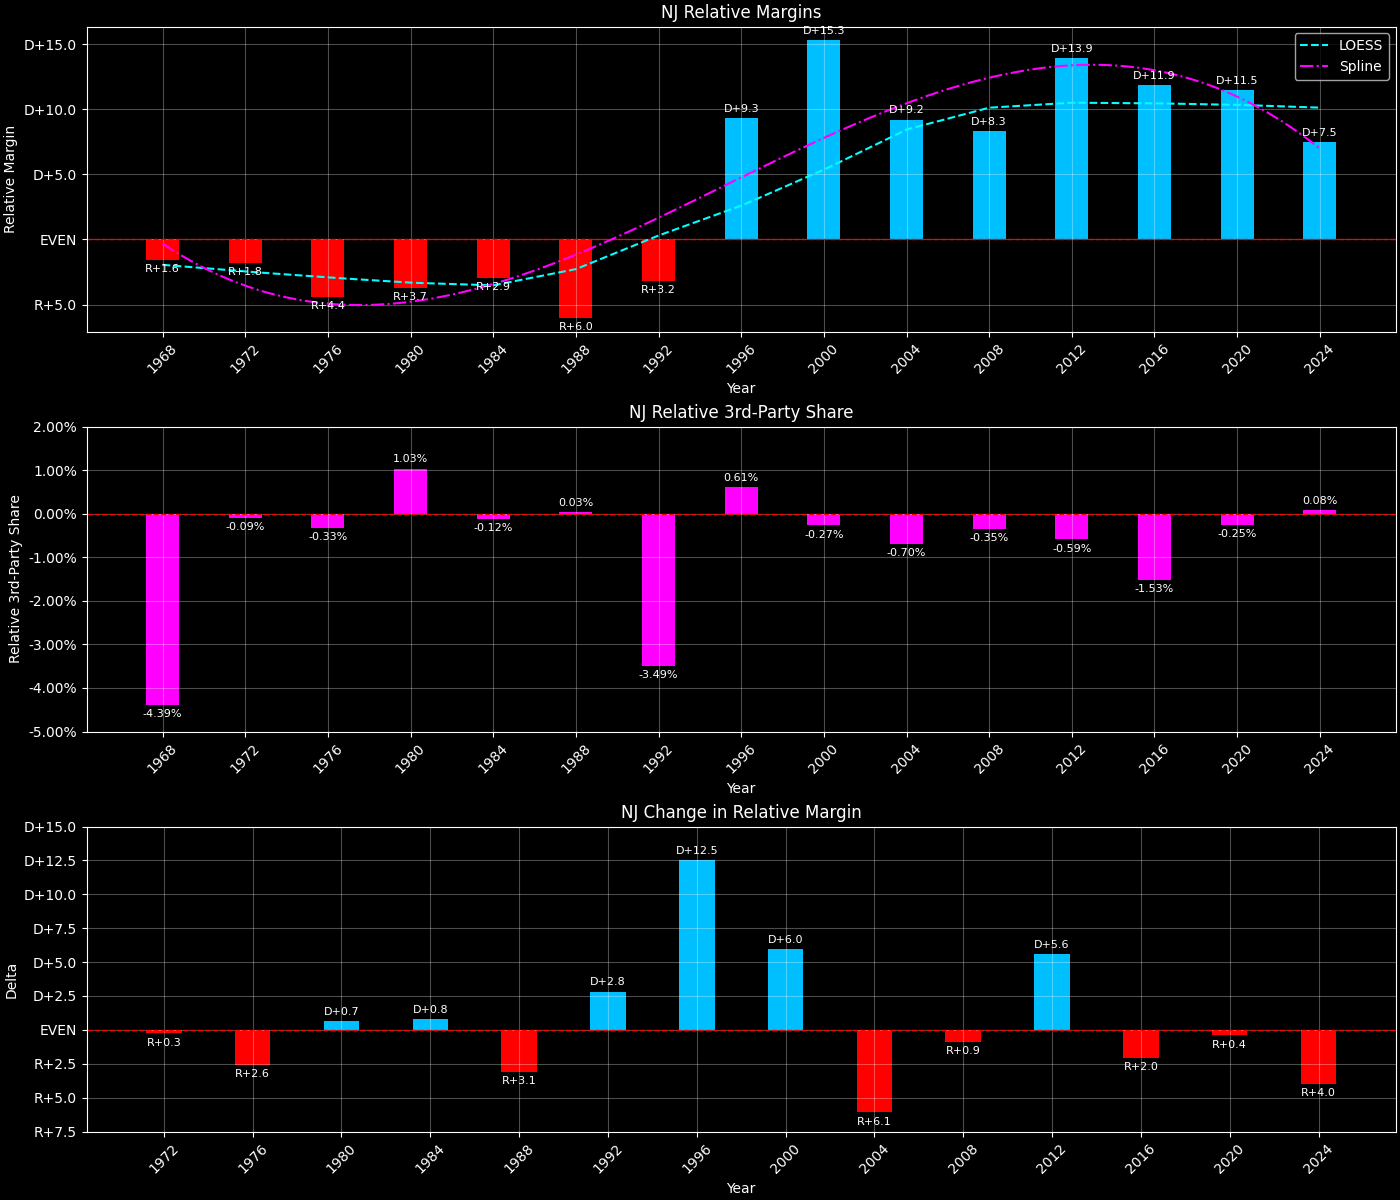 NJ Relative Margins
Relative Margin
D+15.0
D+10.0
D+5.0
EVEN
R+5.0
LOESS
Spline
R+1.6
R+1.8
R+4.4
R+3.7
R+2.9
R+6.0
R+3.2
D+9.3
D+15.3
D+9.2
D+8.3
D+13.9
D+11.9
D+11.5
D+7.5
1968 1972 1976 1980 1984 1988 1992 1996 2000 2004 2008 2012 2016 2020 2024
Year
NJ Relative 3rd-Party Share
Relative 3rd-Party Share
2.00%
1.00%
0.00%
-1.00%
-2.00%
-3.00%
-4.00%
-5.00%
-4.39%
-0.09%
-0.33%
1.03%
-0.12%
0.03%
-3.49%
0.61%
-0.27%
-0.70%
-0.35%
-0.59%
-1.53%
-0.25%
0.08%
1968 1972 1976 1980 1984 1988 1992 1996 2000 2004 2008 2012 2016 2020 2024
Year
NJ Change in Relative Margin
Delta
D+15.0
D+12.5
D+10.0
D+7.5
D+5.0
D+2.5
EVEN
R+2.5
R+5.0
R+7.5
R+0.3
R+2.6
D+0.7
D+0.8
R+3.1
D+2.8
D+12.5
D+6.0
R+6.1
R+0.9
D+5.6
R+2.0
R+0.4
R+4.0
1972 1976 1980 1984 1988 1992 1996 2000 2004 2008 2012 2016 2020 2024
Year